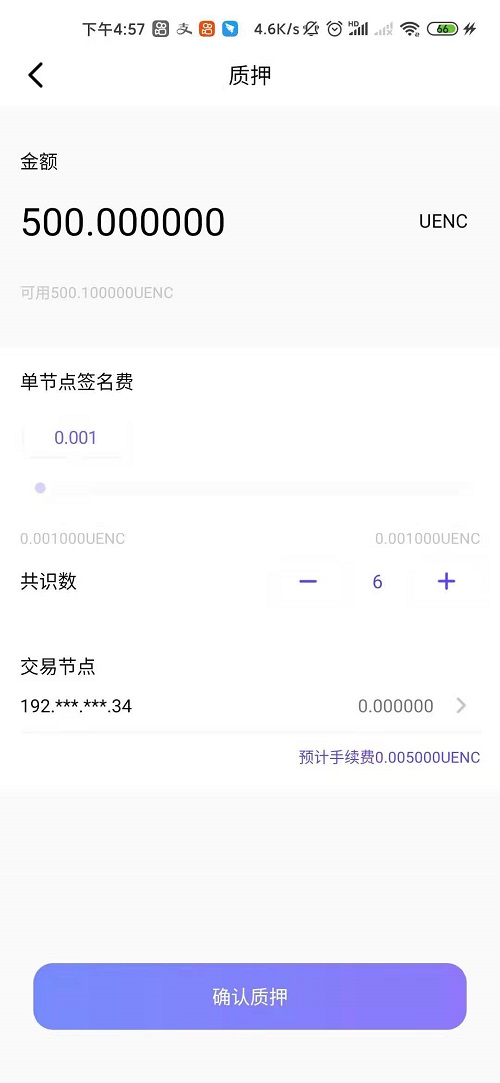 下午4:57 支 4.6K/s HD 66
质押
金额
500.000000 UENC
可用500.100000UENC
单节点签名费
0.001
0.001000UENC 0.001000UENC
共识数 6
交易节点
192.***.***.34 0.000000
预计手续费0.005000UENC
确认质押